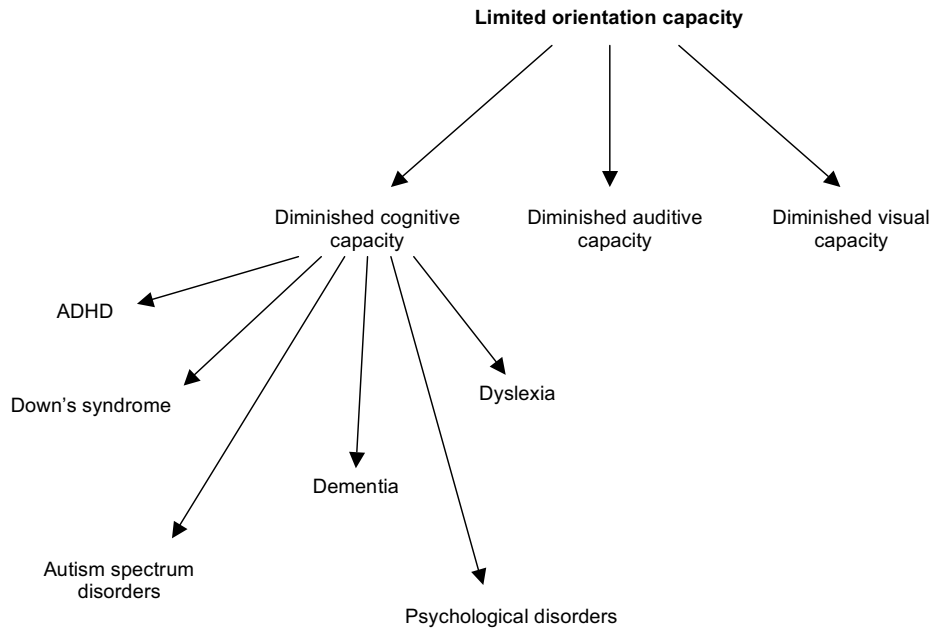 Limited orientation capacity
Diminished cognitive
capacity
Diminished auditive
capacity
Diminished visual
capacity
ADHD
Down’s syndrome
Dyslexia
Dementia
Autism spectrum
disorders
Psychological disorders